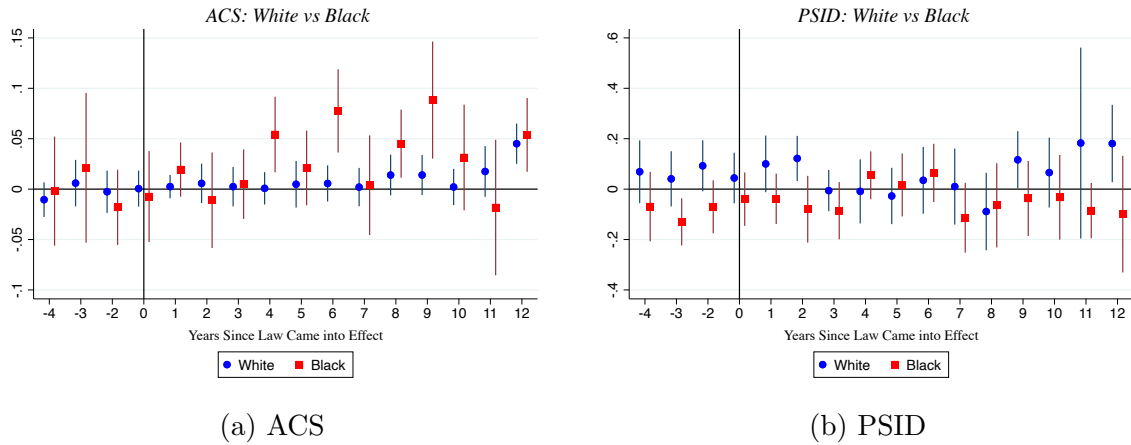 ACS: White vs Black
.15
.1
.05
0
-.05
-.1
-4 -3 -2 0 1 2 3 4 5 6 7 8 9 10 11 12
Years Since Law Came into Effect
White Black
(a) ACS
PSID: White vs Black
.6
.4
.2
0
-.2
-.4
-4 -3 -2 0 1 2 3 4 5 6 7 8 9 10 11 12
Years Since Law Came into Effect
White Black
(b) PSID